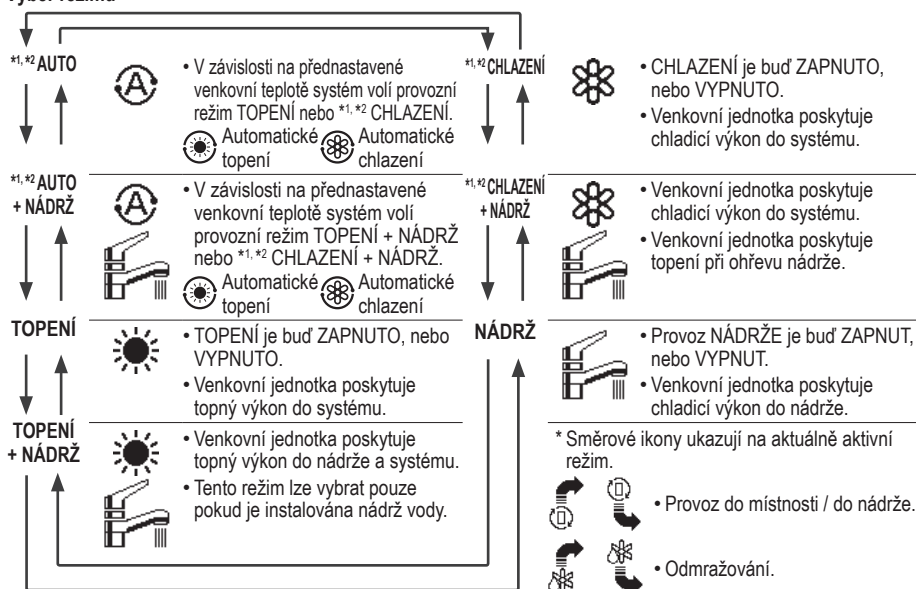 *1, *2 AUTO
• V závislosti na přednastavené
venkovní teplotě systém volí provozní
režim TOPENÍ nebo *1, *2 CHLAZENÍ.
Automatické
topení
Automatické
chlazení
*1, *2 AUTO
+ NÁDRŽ
• V závislosti na přednastavené
venkovní teplotě systém volí
provozní režim TOPENÍ + NÁDRŽ
nebo *1, *2 CHLAZENÍ + NÁDRŽ.
Automatické
topení
Automatické
chlazení
TOPENÍ
• TOPENÍ je buď ZAPNUTO, nebo
VYPNUTO.
• Venkovní jednotka poskytuje
topný výkon do systému.
TOPENÍ
+ NÁDRŽ
• Venkovní jednotka poskytuje
topný výkon do nádrže a systému.
• Tento režim lze vybrat pouze
pokud je instalována nádrž vody.
*1, *2 CHLAZENÍ
• CHLAZENÍ je buď ZAPNUTO,
nebo VYPNUTO.
• Venkovní jednotka poskytuje
chladicí výkon do systému.
*1, *2 CHLAZENÍ
+ NÁDRŽ
• Venkovní jednotka poskytuje
chladicí výkon do systému.
• Venkovní jednotka poskytuje
topení při ohřevu nádrže.
NÁDRŽ
• Provoz NÁDRŽE je buď ZAPNUT,
nebo VYPNUT.
• Venkovní jednotka poskytuje
chladicí výkon do nádrže.
* Směrové ikony ukazují na aktuálně aktivní
režim.
• Provoz do místnosti / do nádrže.
• Odmražování.